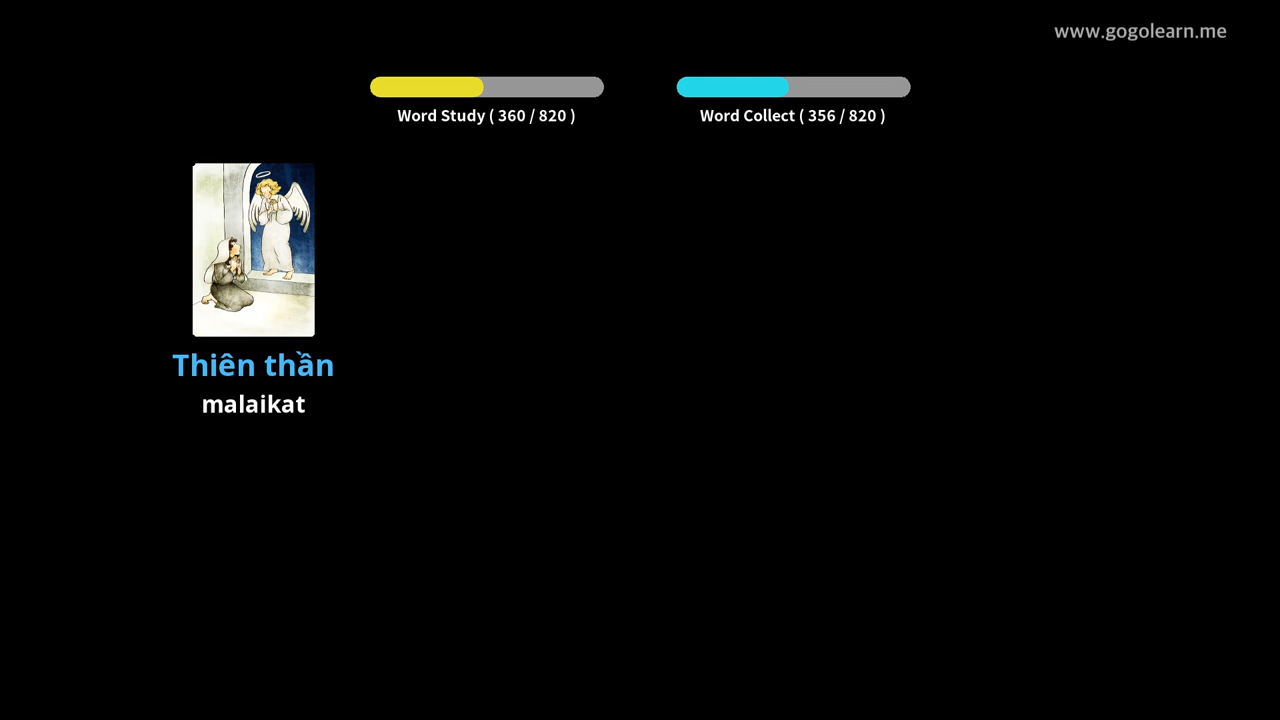 www.gogolearn.me
Word Study ( 360 / 820 )
Word Collect ( 356 / 820 )
Thiên thần
malaikat